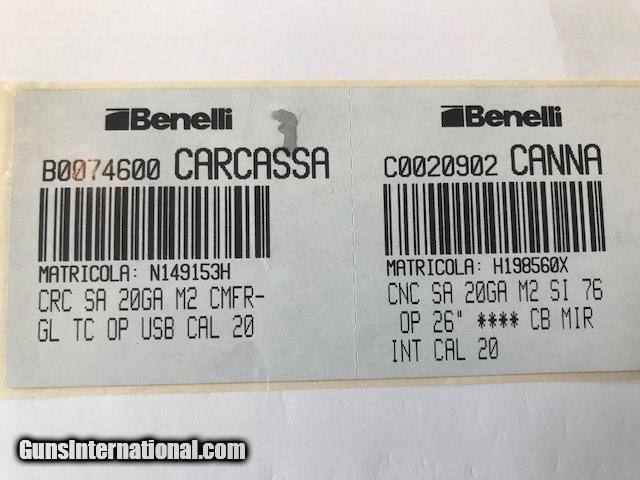 Benelli
B0074600 CARCASSA
MATRICOLA: N149153H
CRC SA 20GA M2 CMFR-
GL TC OP USB CAL 20
Benelli
C0020902 CANNA
MATRICOLA: H198560X
CNC SA 20GA M2 SI 76
OP 26" **** CB MIR
INT CAL 20
GunsInternational.com